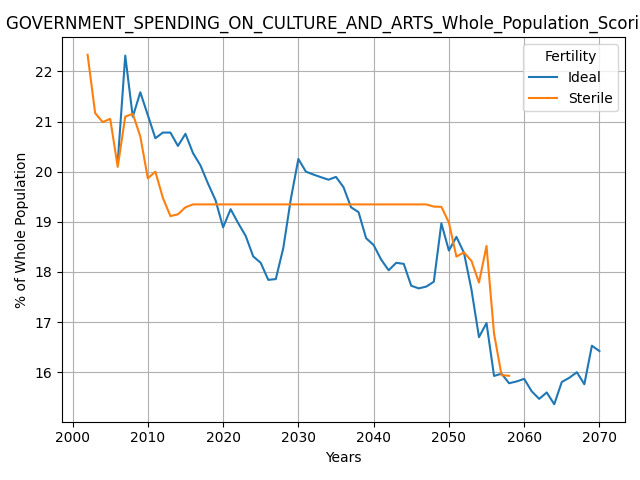 GOVERNMENT_SPENDING_ON_CULTURE_AND_ARTS_Whole_Population_Scori
Fertility
Ideal
Sterile
% of Whole Population
22
21
20
19
18
17
16
2000 2010 2020 2030 2040 2050 2060 2070
Years